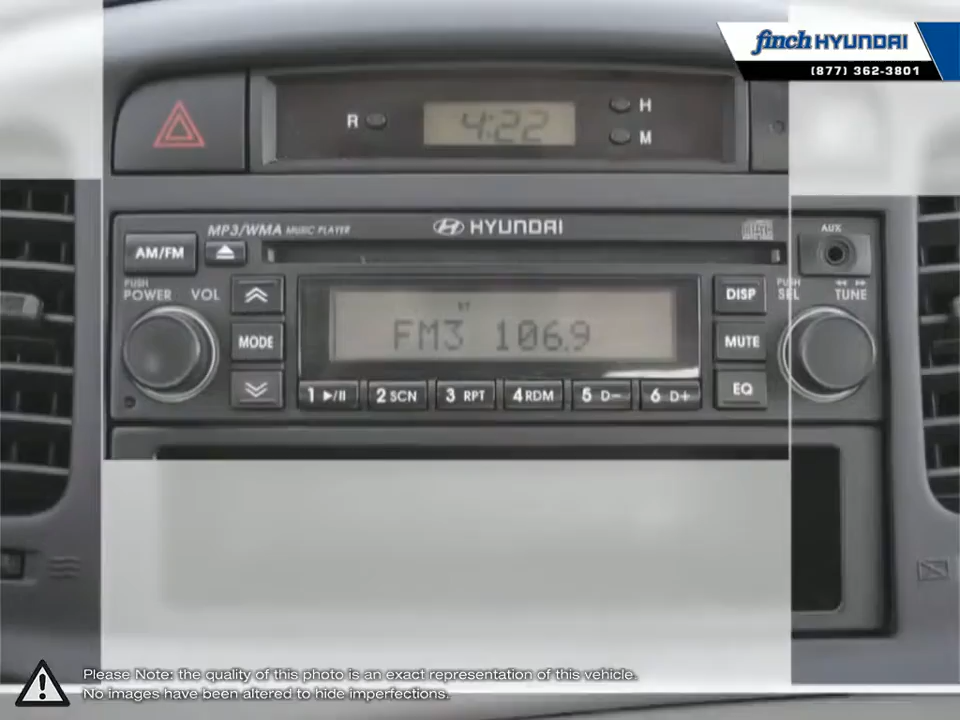 finch HYUNDAI
(877) 362-3801
R 4:22 H
M
MP3/WMA MUSIC PLAYER HYUNDAI
AUX
AM/FM
PUSH POWER VOL DISP PUSH SEL TUNE
ST
FM3 106.9
MODE MUTE
EQ
1 2 SCN 3 RPT 4 RDM 5 D− 6 D+
Please Note: the quality of this photo is an exact representation of this vehicle.
No images have been altered to hide imperfections.